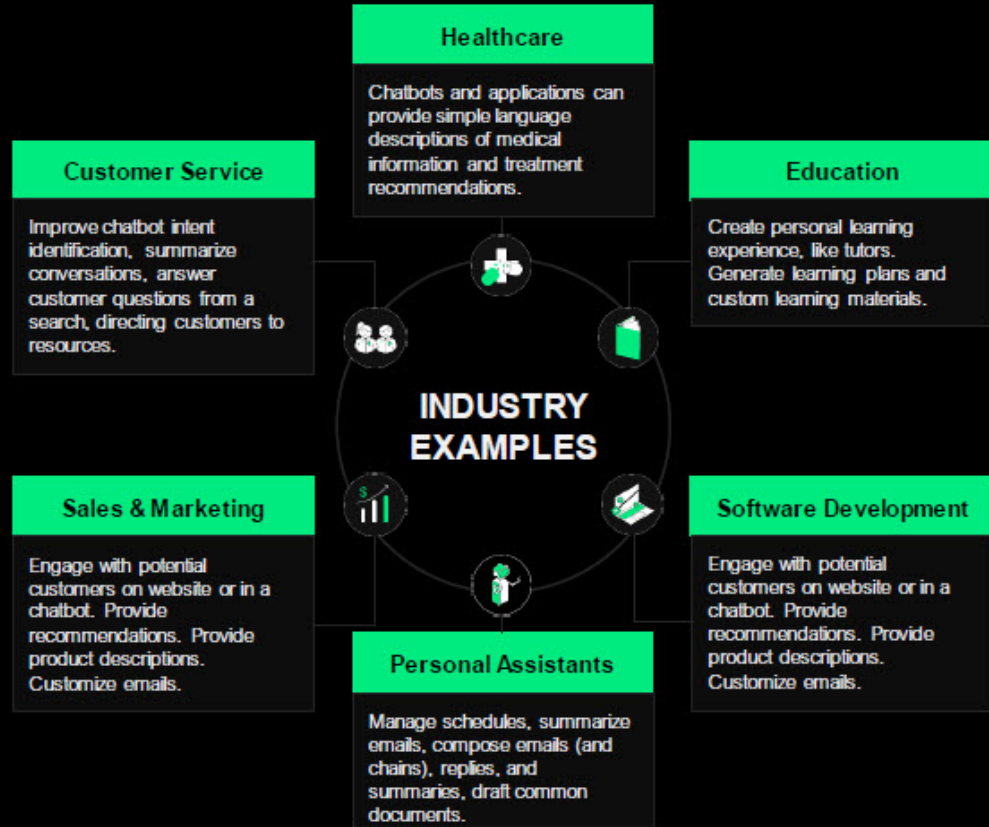 Healthcare
Chatbots and applications can
provide simple language
descriptions of medical
information and treatment
recommendations.
Customer Service
Improve chatbot intent
identification, summarize
conversations, answer
customer questions from a
search, directing customers to
resources.
Education
Create personal learning
experience, like tutors.
Generate learning plans and
custom learning materials.
INDUSTRY
EXAMPLES
Sales & Marketing
Engage with potential
customers on website or in a
chatbot. Provide
recommendations. Provide
product descriptions.
Customize emails.
Software Development
Engage with potential
customers on website or in a
chatbot. Provide
recommendations. Provide
product descriptions.
Customize emails.
Personal Assistants
Manage schedules, summarize
emails, compose emails (and
chains), replies, and
summaries, draft common
documents.
$